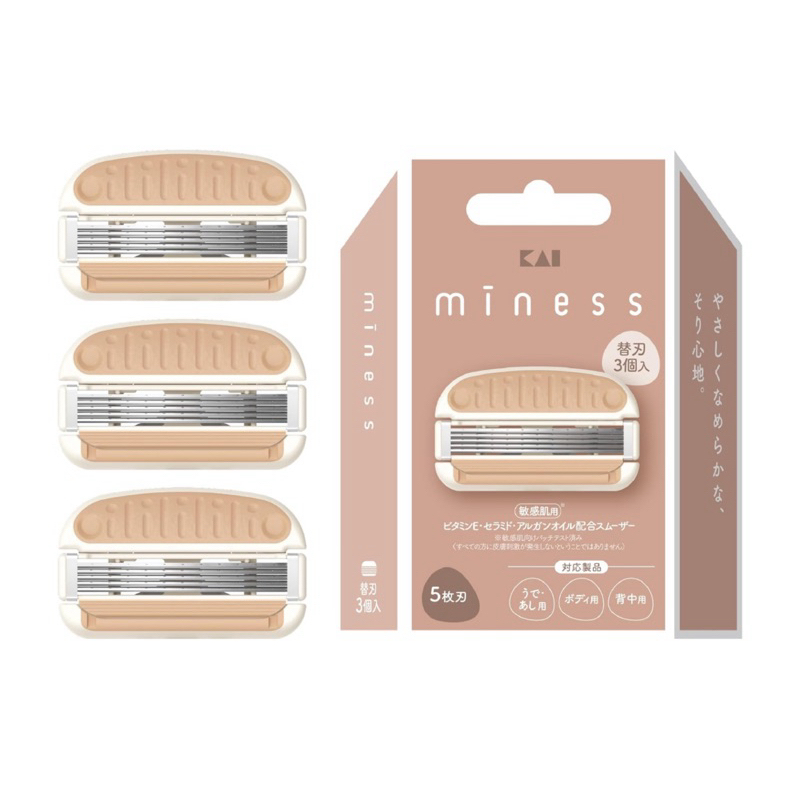 miness
替刃
3個入
KAI
mīness
替刃
3個入
敏感肌用※
ビタミンE・セラミド・アルガンオイル配合スムーザー
※敏感肌向けパッチテスト済み
(すべての方に皮膚刺激が発生しないということではありません)
5枚刃
対応製品
うで・
あし用
ボディ用
背中用
やさしくなめらかな、
そり心地。